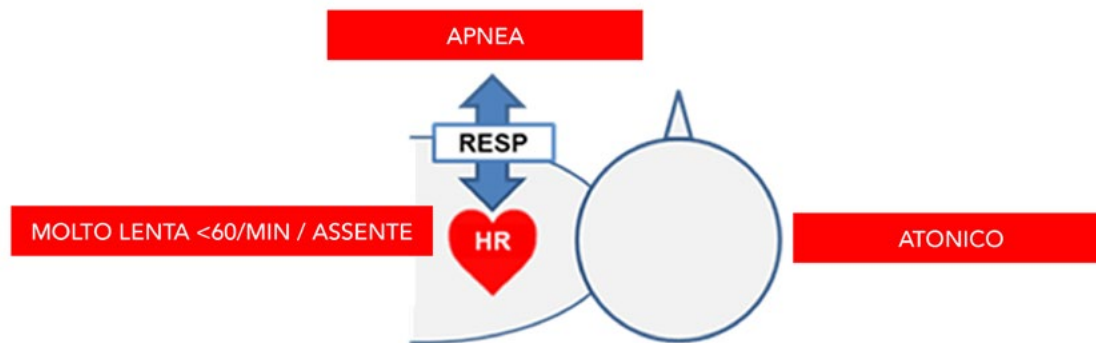 APNEA
RESP
MOLTO LENTA <60/MIN / ASSENTE
HR
ATONICO